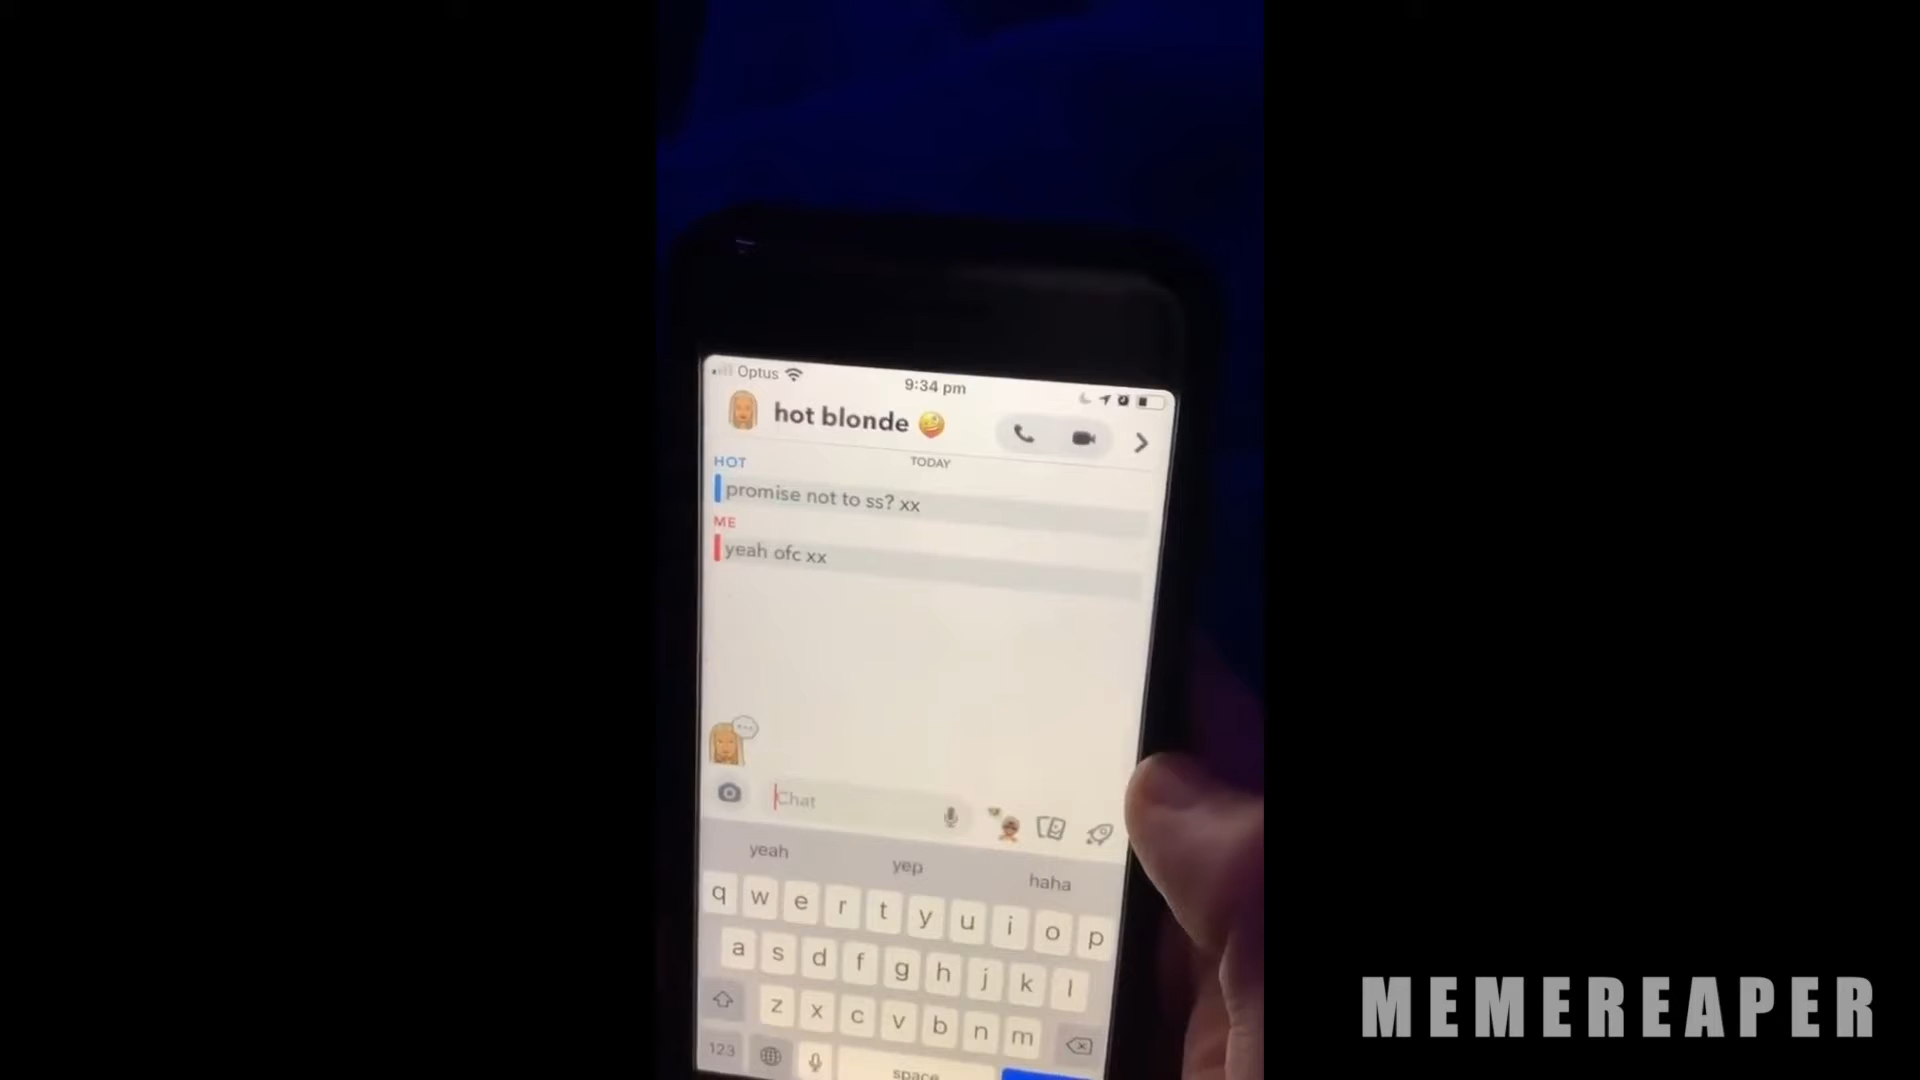 Optus 9:34 pm
hot blonde 🤪
TODAY
HOT
promise not to ss? xx
ME
yeah ofc xx
Chat
yeah yep haha
q w e r t y u i o p
a s d f g h j k l
z x c v b n m
123 space
MEMEREAPER